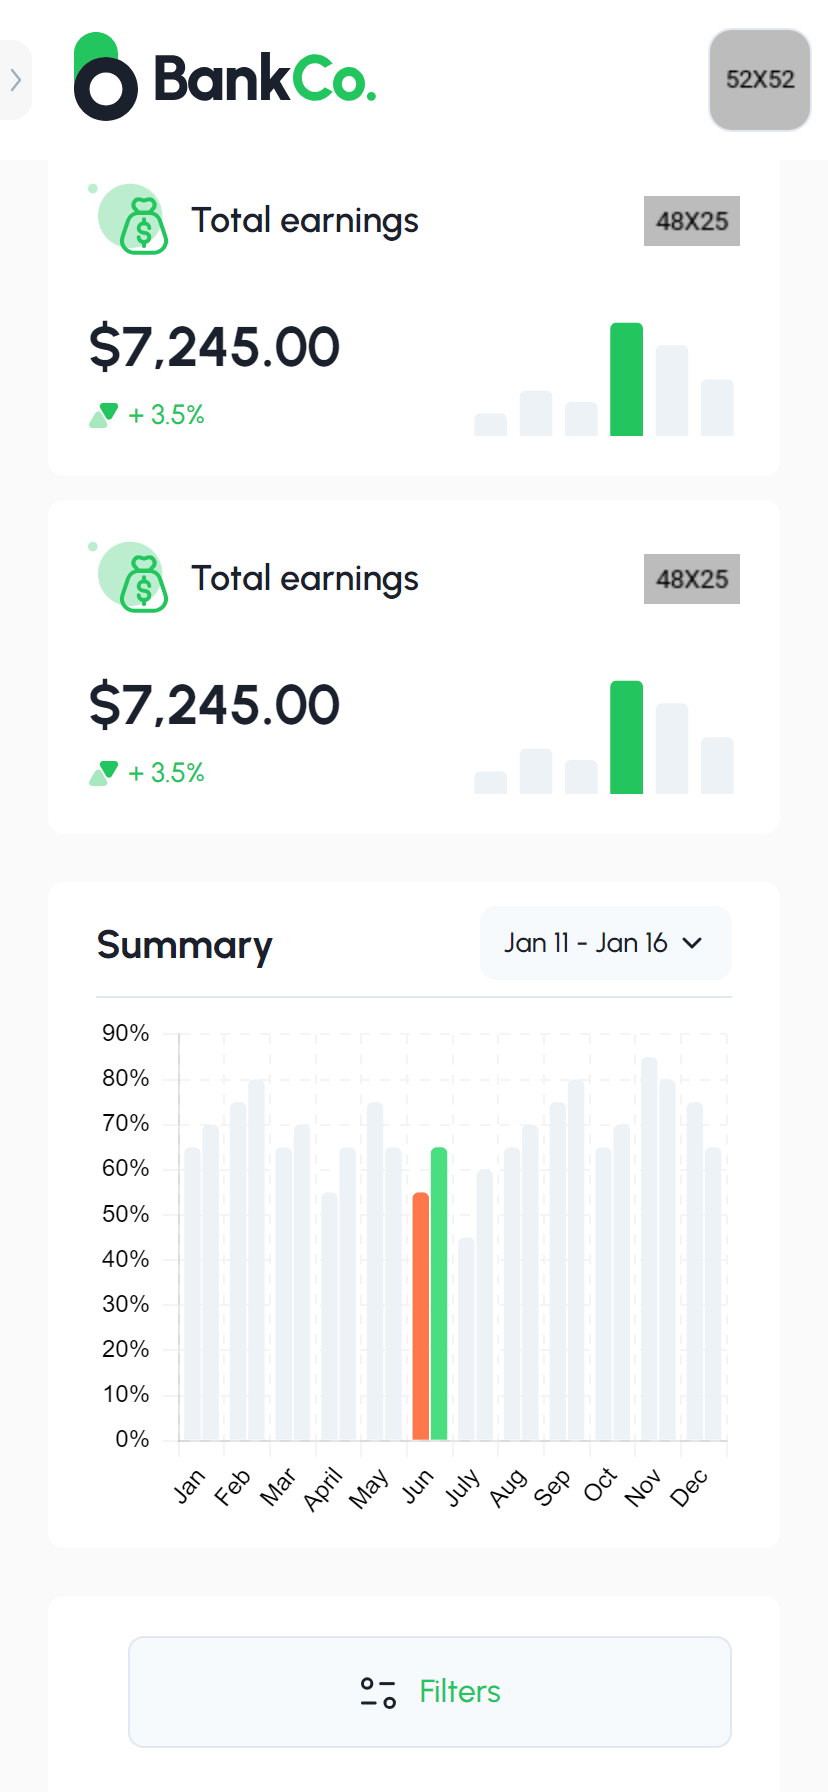 BankCo.
52X52
Total earnings
48X25
$7,245.00
+ 3.5%
Total earnings
48X25
$7,245.00
+ 3.5%
Summary
Jan 11 - Jan 16
90%
80%
70%
60%
50%
40%
30%
20%
10%
0%
Jan Feb Mar April May Jun July Aug Sep Oct Nov Dec
Filters